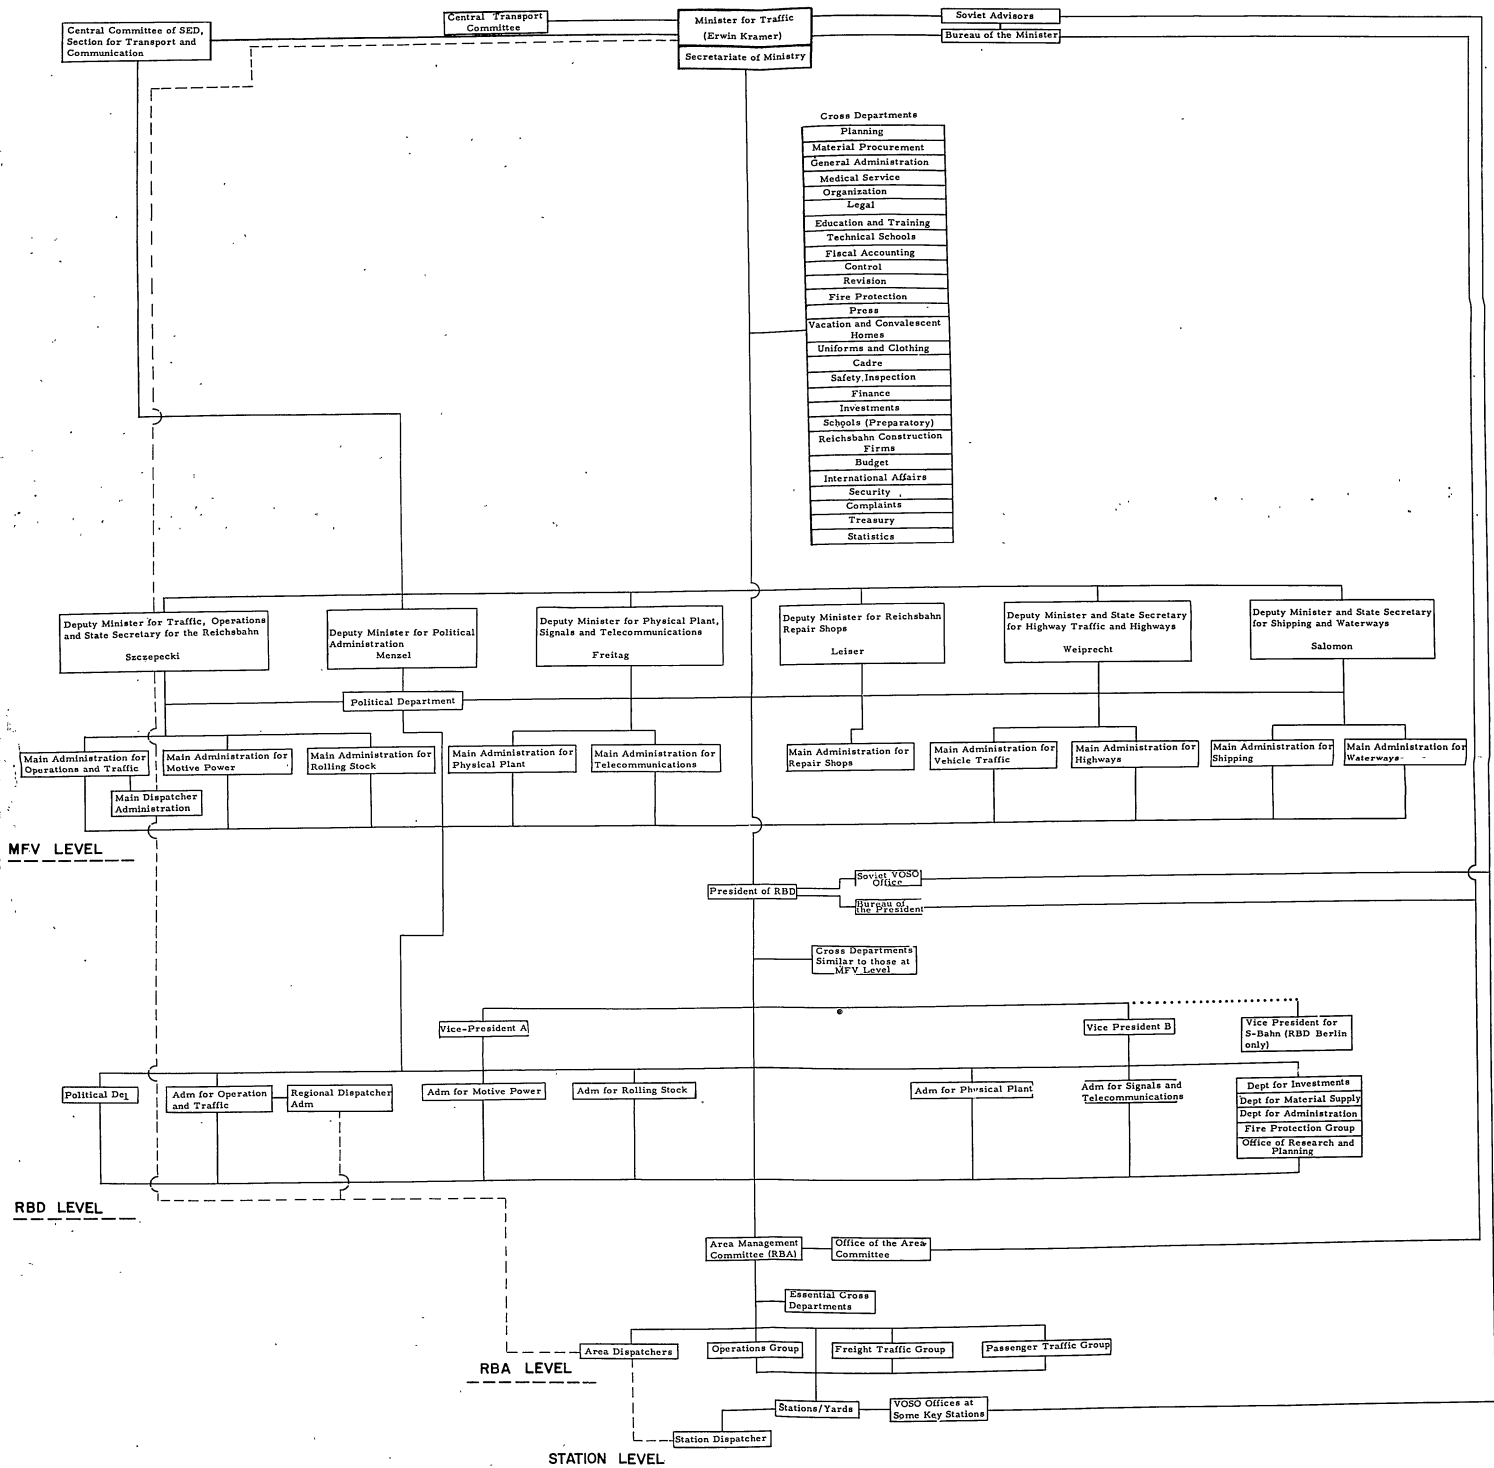 Central Committee of SED,
Section for Transport and
Communication
Central Transport
Committee
Minister for Traffic
(Erwin Kramer)
Secretariate of Ministry
Soviet Advisors
Bureau of the Minister
Cross Departments
Planning
Material Procurement
General Administration
Medical Service
Organization
Legal
Education and Training
Technical Schools
Fiscal Accounting
Control
Revision
Fire Protection
Press
Vacation and Convalescent
Homes
Uniforms and Clothing
Cadre
Safety Inspection
Finance
Investments
Schools (Preparatory)
Reichsbahn Construction
Firms
Budget
International Affairs
Security
Complaints
Treasury
Statistics
Deputy Minister for Traffic, Operations
and State Secretary for the Reichsbahn
Szczepecki
Deputy Minister for Political
Administration
Menzel
Deputy Minister for Physical Plant,
Signals and Telecommunications
Freitag
Deputy Minister for Reichsbahn
Repair Shops
Leiser
Deputy Minister and State Secretary
for Highway Traffic and Highways
Weiprecht
Deputy Minister and State Secretary
for Shipping and Waterways
Salomon
Political Department
Main Administration for
Operations and Traffic
Main Administration for
Motive Power
Main Administration for
Rolling Stock
Main Administration for
Physical Plant
Main Administration for
Telecommunications
Main Administration for
Repair Shops
Main Administration for
Vehicle Traffic
Main Administration for
Highways
Main Administration for
Shipping
Main Administration for
Waterways
Main Dispatcher
Administration
MFV LEVEL
President of RBD
Soviet VOSO
Office
Bureau of
the President
Cross Departments
Similar to those at
MFV Level
Vice-President A
Vice President B
Vice President for
S-Bahn (RBD Berlin
only)
Political De
Adm for Operation
and Traffic
Regional Dispatcher
Adm
Adm for Motive Power
Adm for Rolling Stock
Adm for Physical Plant
Adm for Signals and
Telecommunications
Dept for Investments
Dept for Material Supply
Dept for Administration
Fire Protection Group
Office of Research and
Planning
RBD LEVEL
Area Management
Committee (RBA)
Office of the Area
Committee
Essential Cross
Departments
Area Dispatchers
Operations Group
Freight Traffic Group
Passenger Traffic Group
RBA LEVEL
Stations/Yards
VOSO Offices at
Some Key Stations
Station Dispatcher
STATION LEVEL